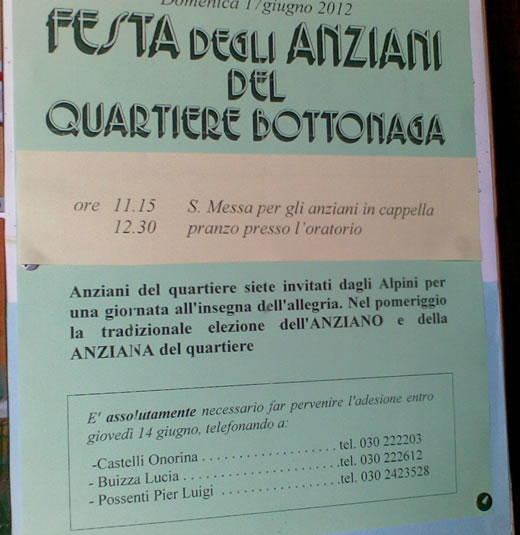 Domenica 17giugno 2012
FESTA DEGLI ANZIANI
DEL
QUARTIERE BOTTONAGA
ore 11.15 S. Messa per gli anziani in cappella
12.30 pranzo presso l'oratorio
Anziani del quartiere siete invitati dagli Alpini per
una giornata all'insegna dell'allegria. Nel pomeriggio
la tradizionale elezione dell'ANZIANO e della
ANZIANA del quartiere
E' assolutamente necessario far pervenire l'adesione entro
giovedì 14 giugno, telefonando a:
-Castelli Onorina . . . . . . . . . . . . . . . . . . tel. 030 222203
- Buizza Lucia . . . . . . . . . . . . . . . . . . . . .tel. 030 222612
- Possenti Pier Luigi . . . . . . . . . . . . . . . .tel. 030 2423528